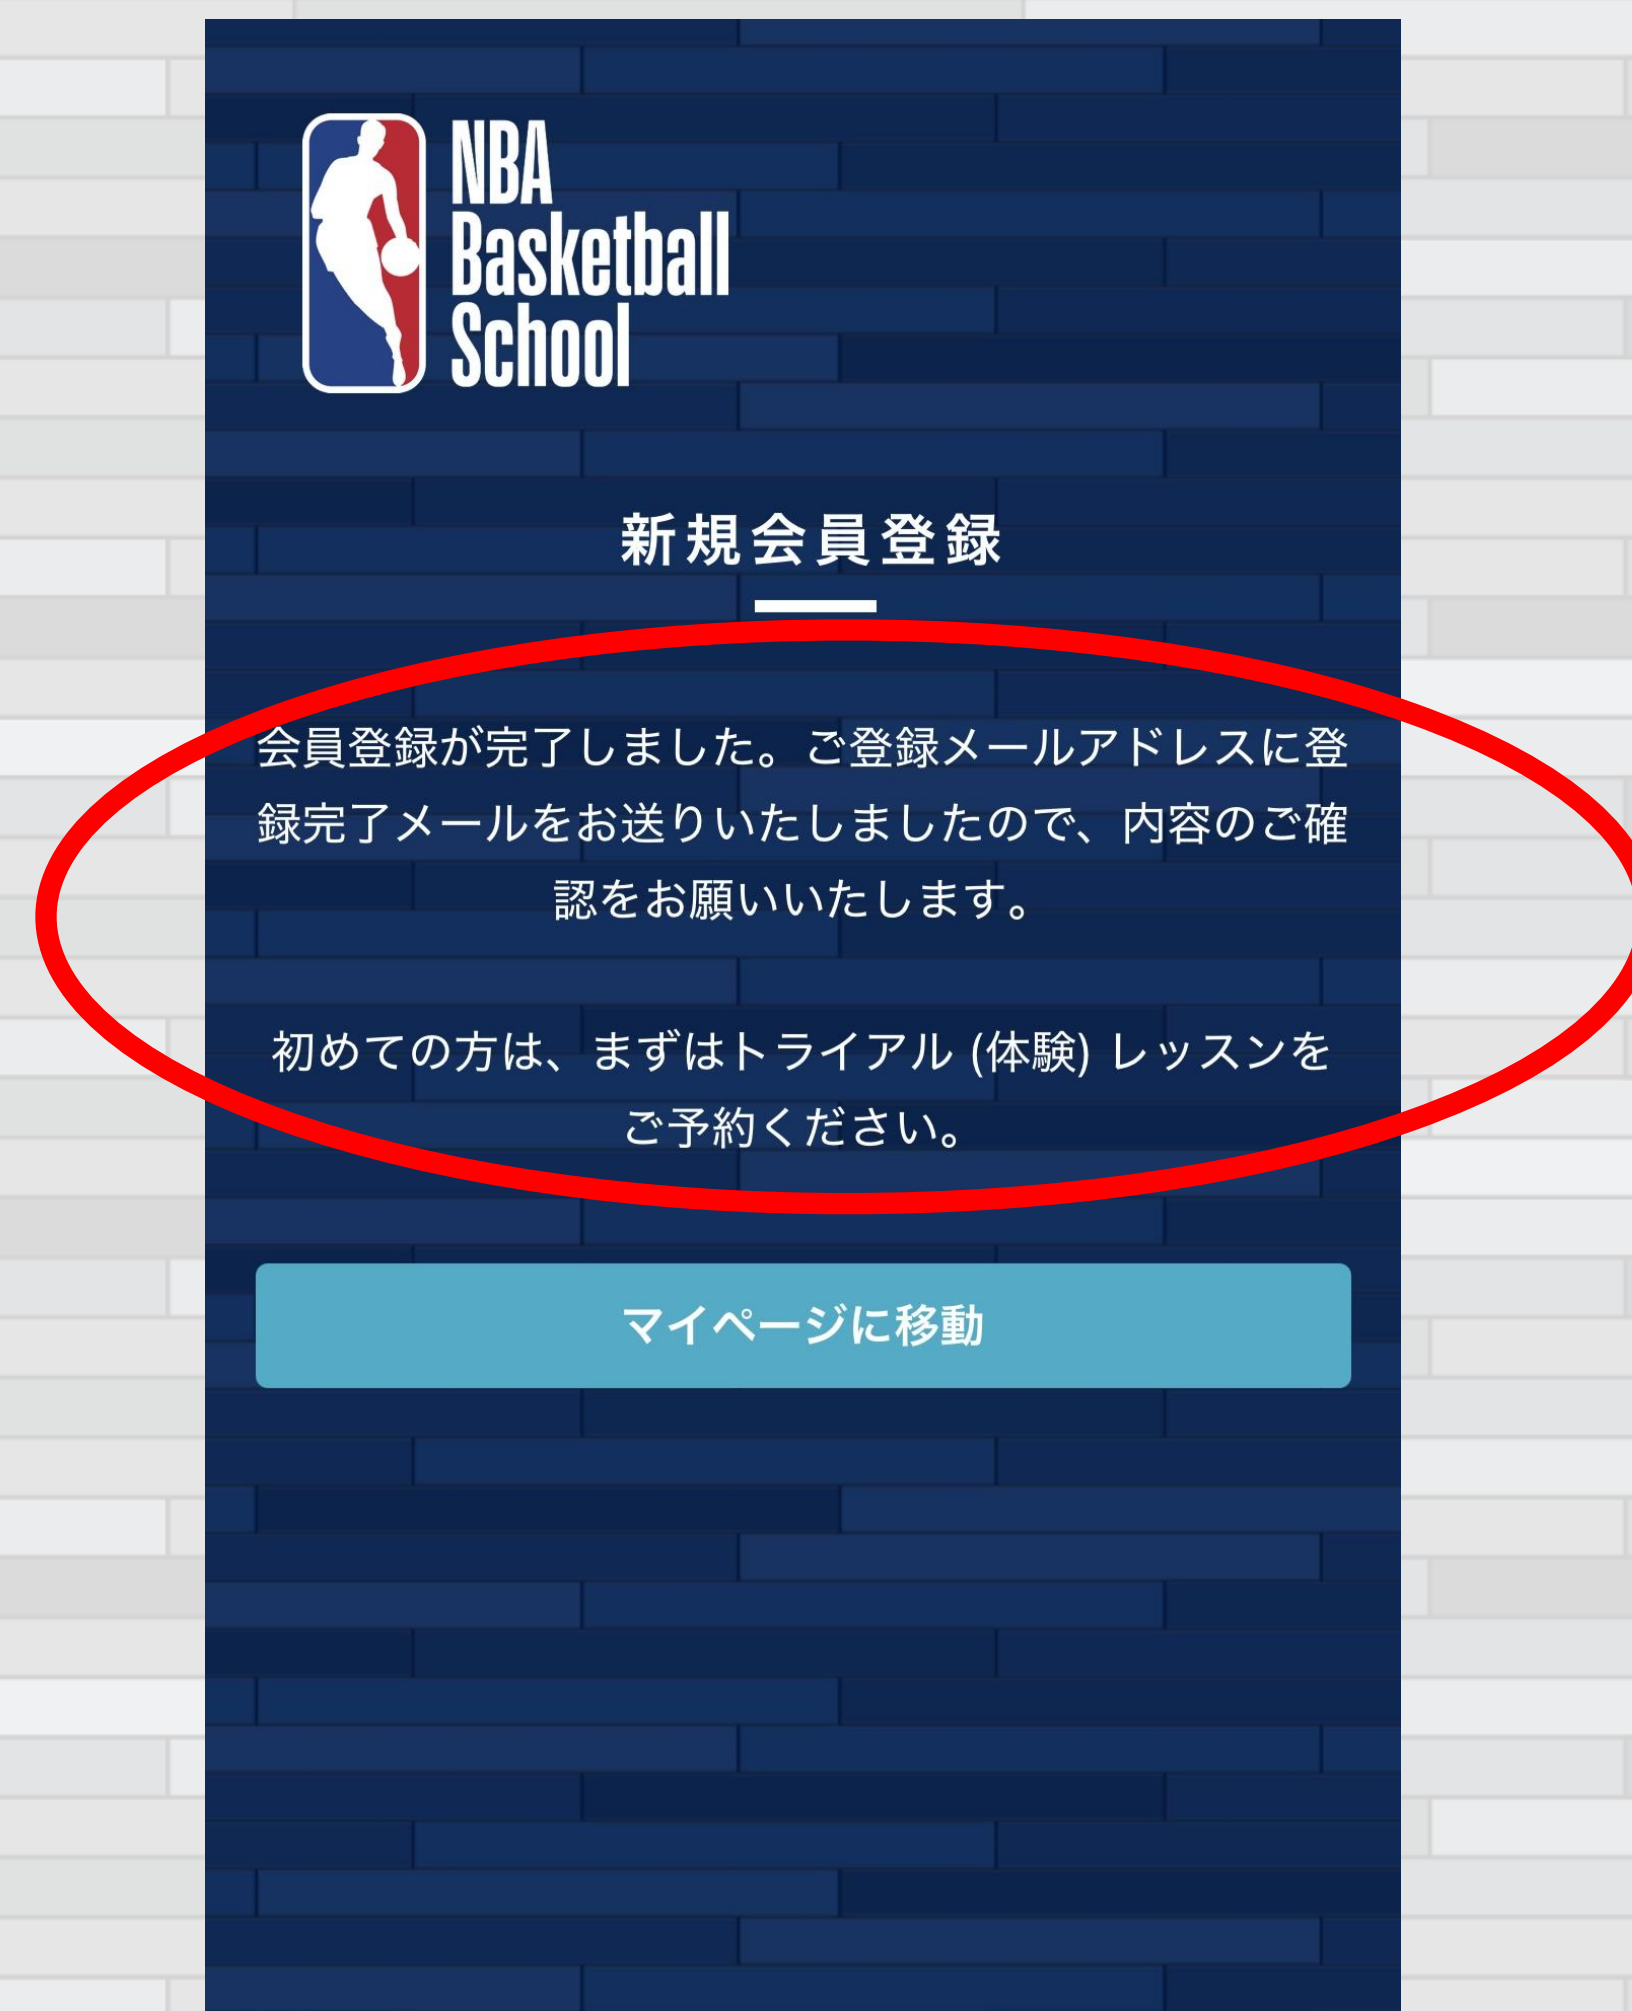 NBA
Basketball
School
新規会員登録
会員登録が完了しました。ご登録メールアドレスに登
録完了メールをお送りいたしましたので、内容のご確
認をお願いいたします。
初めての方は、まずはトライアル (体験) レッスンを
ご予約ください。
マイページに移動